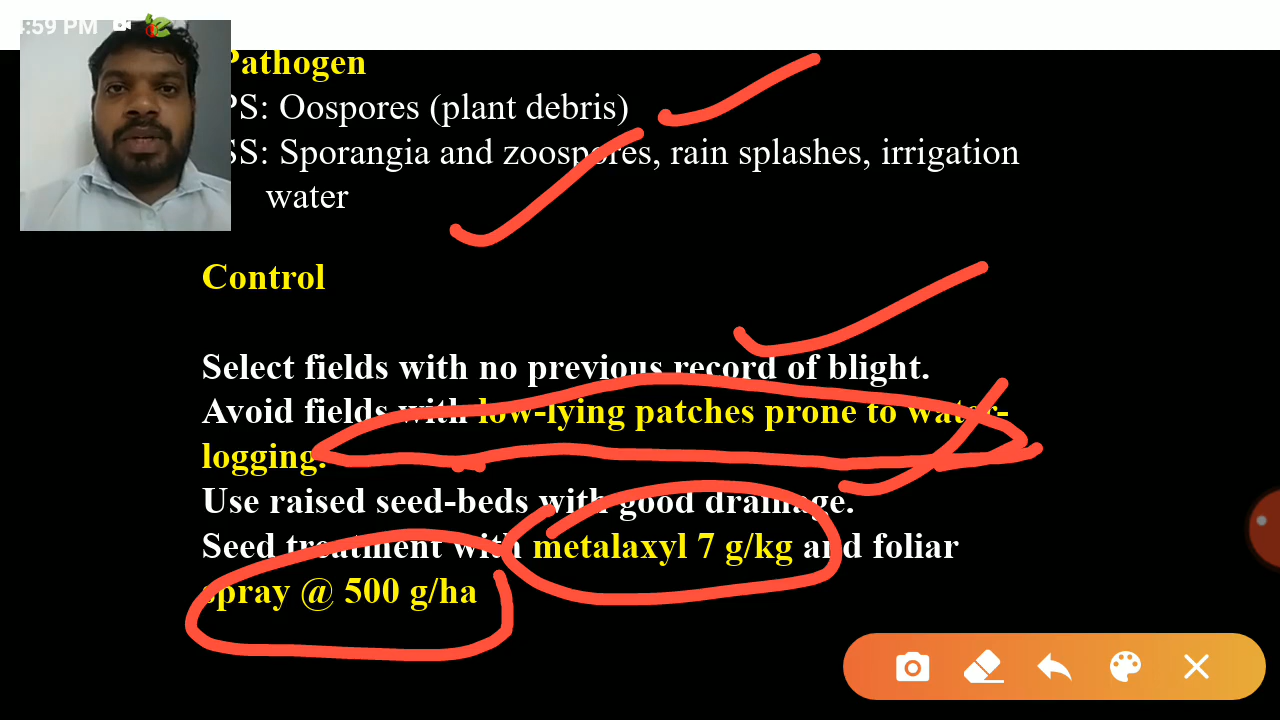 :59 PM
Pathogen
PS: Oospores (plant debris)
SS: Sporangia and zoospores, rain splashes, irrigation
water
Control
Select fields with no previous record of blight.
Avoid fields with low-lying patches prone to water-
logging.
Use raised seed-beds with good drainage.
Seed treatment with metalaxyl 7 g/kg and foliar
spray @ 500 g/ha